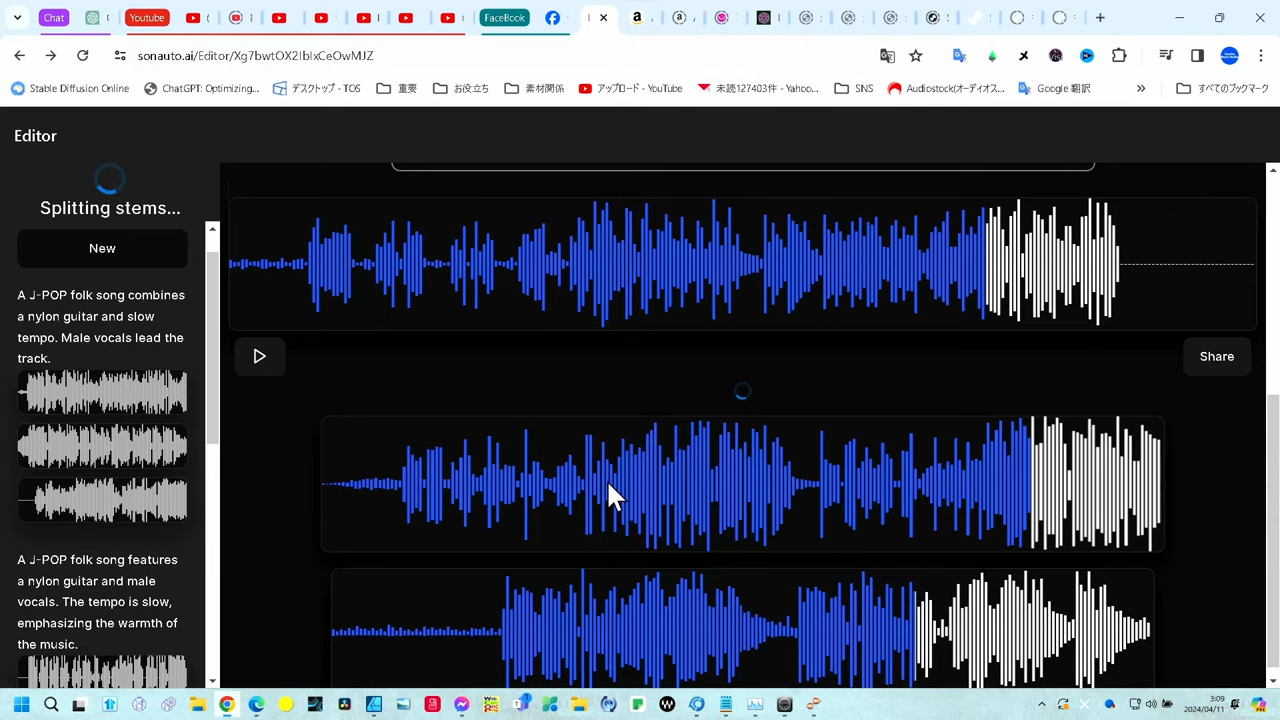 Chat
Youtube
FaceBook
sonauto.ai/Editor/Xg7bwtOX2IbIxCeOwMJZ
Stable Diffusion Online
ChatGPT: Optimizing...
デスクトップ - TOS
重要
お役立ち
素材関係
アップロード - YouTube
未読127403件 - Yahoo...
SNS
Audiostock(オーディオス...
Google 翻訳
すべてのブックマーク
Editor
Splitting stems...
New
A J-POP folk song combines
a nylon guitar and slow
tempo. Male vocals lead the
track.
A J-POP folk song features
a nylon guitar and male
vocals. The tempo is slow,
emphasizing the warmth of
the music.
Share
3:09
2024/04/11